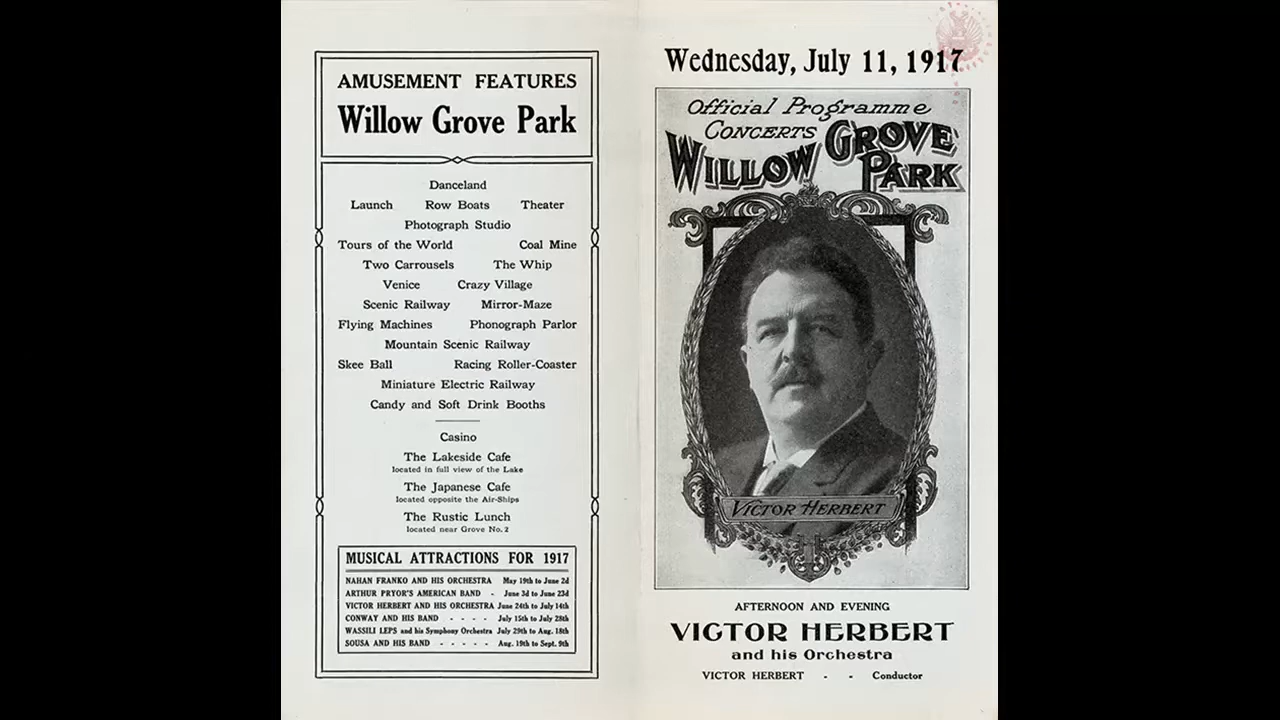 AMUSEMENT FEATURES
Willow Grove Park
Danceland
Launch Row Boats Theater
Photograph Studio
Tours of the World Coal Mine
Two Carrousels The Whip
Venice Crazy Village
Scenic Railway Mirror-Maze
Flying Machines Phonograph Parlor
Mountain Scenic Railway
Skee Ball Racing Roller-Coaster
Miniature Electric Railway
Candy and Soft Drink Booths
Casino
The Lakeside Cafe
located in full view of the Lake
The Japanese Cafe
located opposite the Air-Ships
The Rustic Lunch
located near Grove No. 2
MUSICAL ATTRACTIONS FOR 1917
NAHAN FRANKO AND HIS ORCHESTRA May 19th to June 2d
ARTHUR PRYOR'S AMERICAN BAND - June 3d to June 23d
VICTOR HERBERT AND HIS ORCHESTRA June 24th to July 14th
CONWAY AND HIS BAND - - - - July 15th to July 28th
WASSILI LEPS and his Symphony Orchestra July 29th to Aug. 18th
SOUSA AND HIS BAND - - - - - Aug. 19th to Sept. 9th
Wednesday, July 11, 1917
Official Programme
CONCERTS
WILLOW GROVE
PARK
VICTOR HERBERT
AFTERNOON AND EVENING
VICTOR HERBERT
and his Orchestra
VICTOR HERBERT - - Conductor